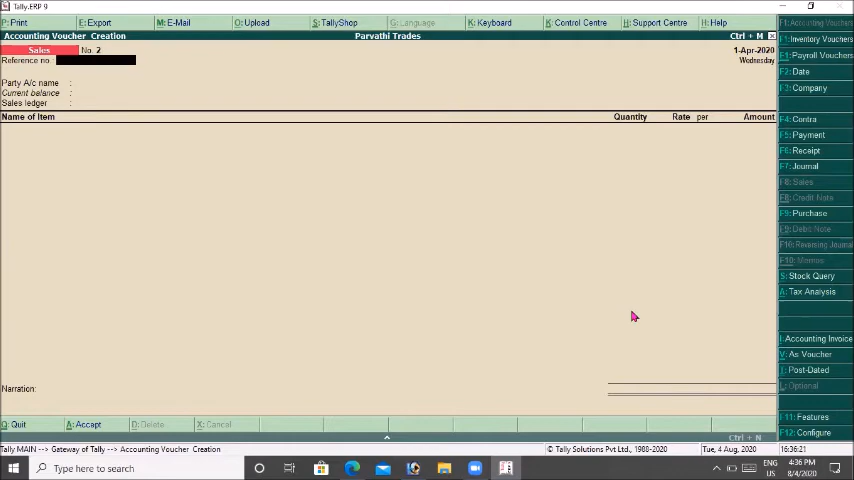 Tally.ERP 9
P: Print E: Export M: E-Mail O: Upload S: TallyShop G: Language K: Keyboard K: Control Centre H: Support Centre H: Help
F1: Accounting Vouchers
Accounting Voucher Creation Parvathi Trades Ctrl + M
F1: Inventory Vouchers
Sales No. 2 1-Apr-2020
F1: Payroll Vouchers
Reference no.: Wednesday
F2: Date
Party A/c name :
F3: Company
Current balance :
Sales ledger :
Name of Item Quantity Rate per Amount
F4: Contra
F5: Payment
F6: Receipt
F7: Journal
F8: Sales
F8: Credit Note
F9: Purchase
F9: Debit Note
F10: Reversing Journal
F10: Memos
S: Stock Query
A: Tax Analysis
I: Accounting Invoice
V: As Voucher
T: Post-Dated
L: Optional
Narration:
F11: Features
Q: Quit A: Accept D: Delete X: Cancel
F12: Configure
Ctrl + N
Tally MAIN --> Gateway of Tally --> Accounting Voucher Creation © Tally Solutions Pvt Ltd., 1988-2020 Tue, 4 Aug, 2020 16:36:21
Type here to search
ENG 4:36 PM
US 8/4/2020